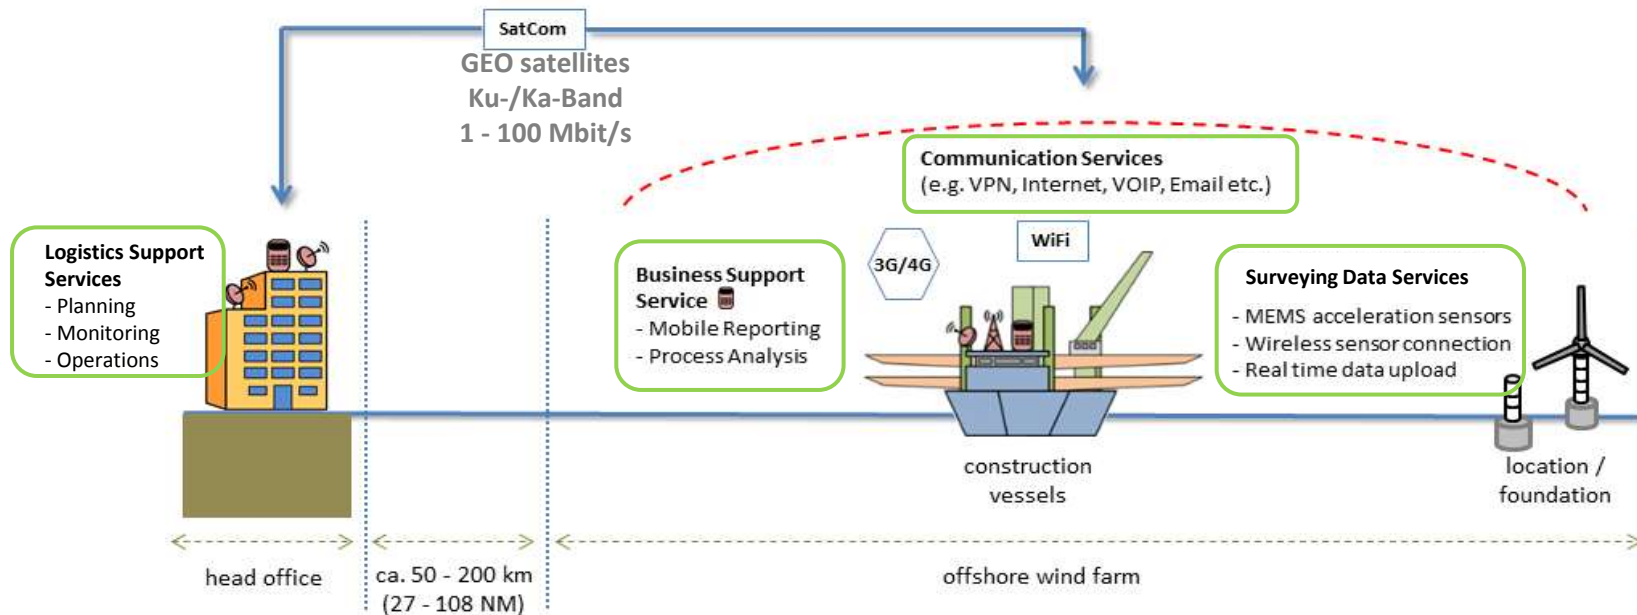 SatCom
GEO satellites
Ku-/Ka-Band
1 - 100 Mbit/s
Communication Services
(e.g. VPN, Internet, VOIP, Email etc.)
Logistics Support
Services
- Planning
- Monitoring
- Operations
Business Support
Service
- Mobile Reporting
- Process Analysis
3G/4G
WiFi
Surveying Data Services
- MEMS acceleration sensors
- Wireless sensor connection
- Real time data upload
construction
vessels
location /
foundation
head office
ca. 50 - 200 km
(27 - 108 NM)
offshore wind farm